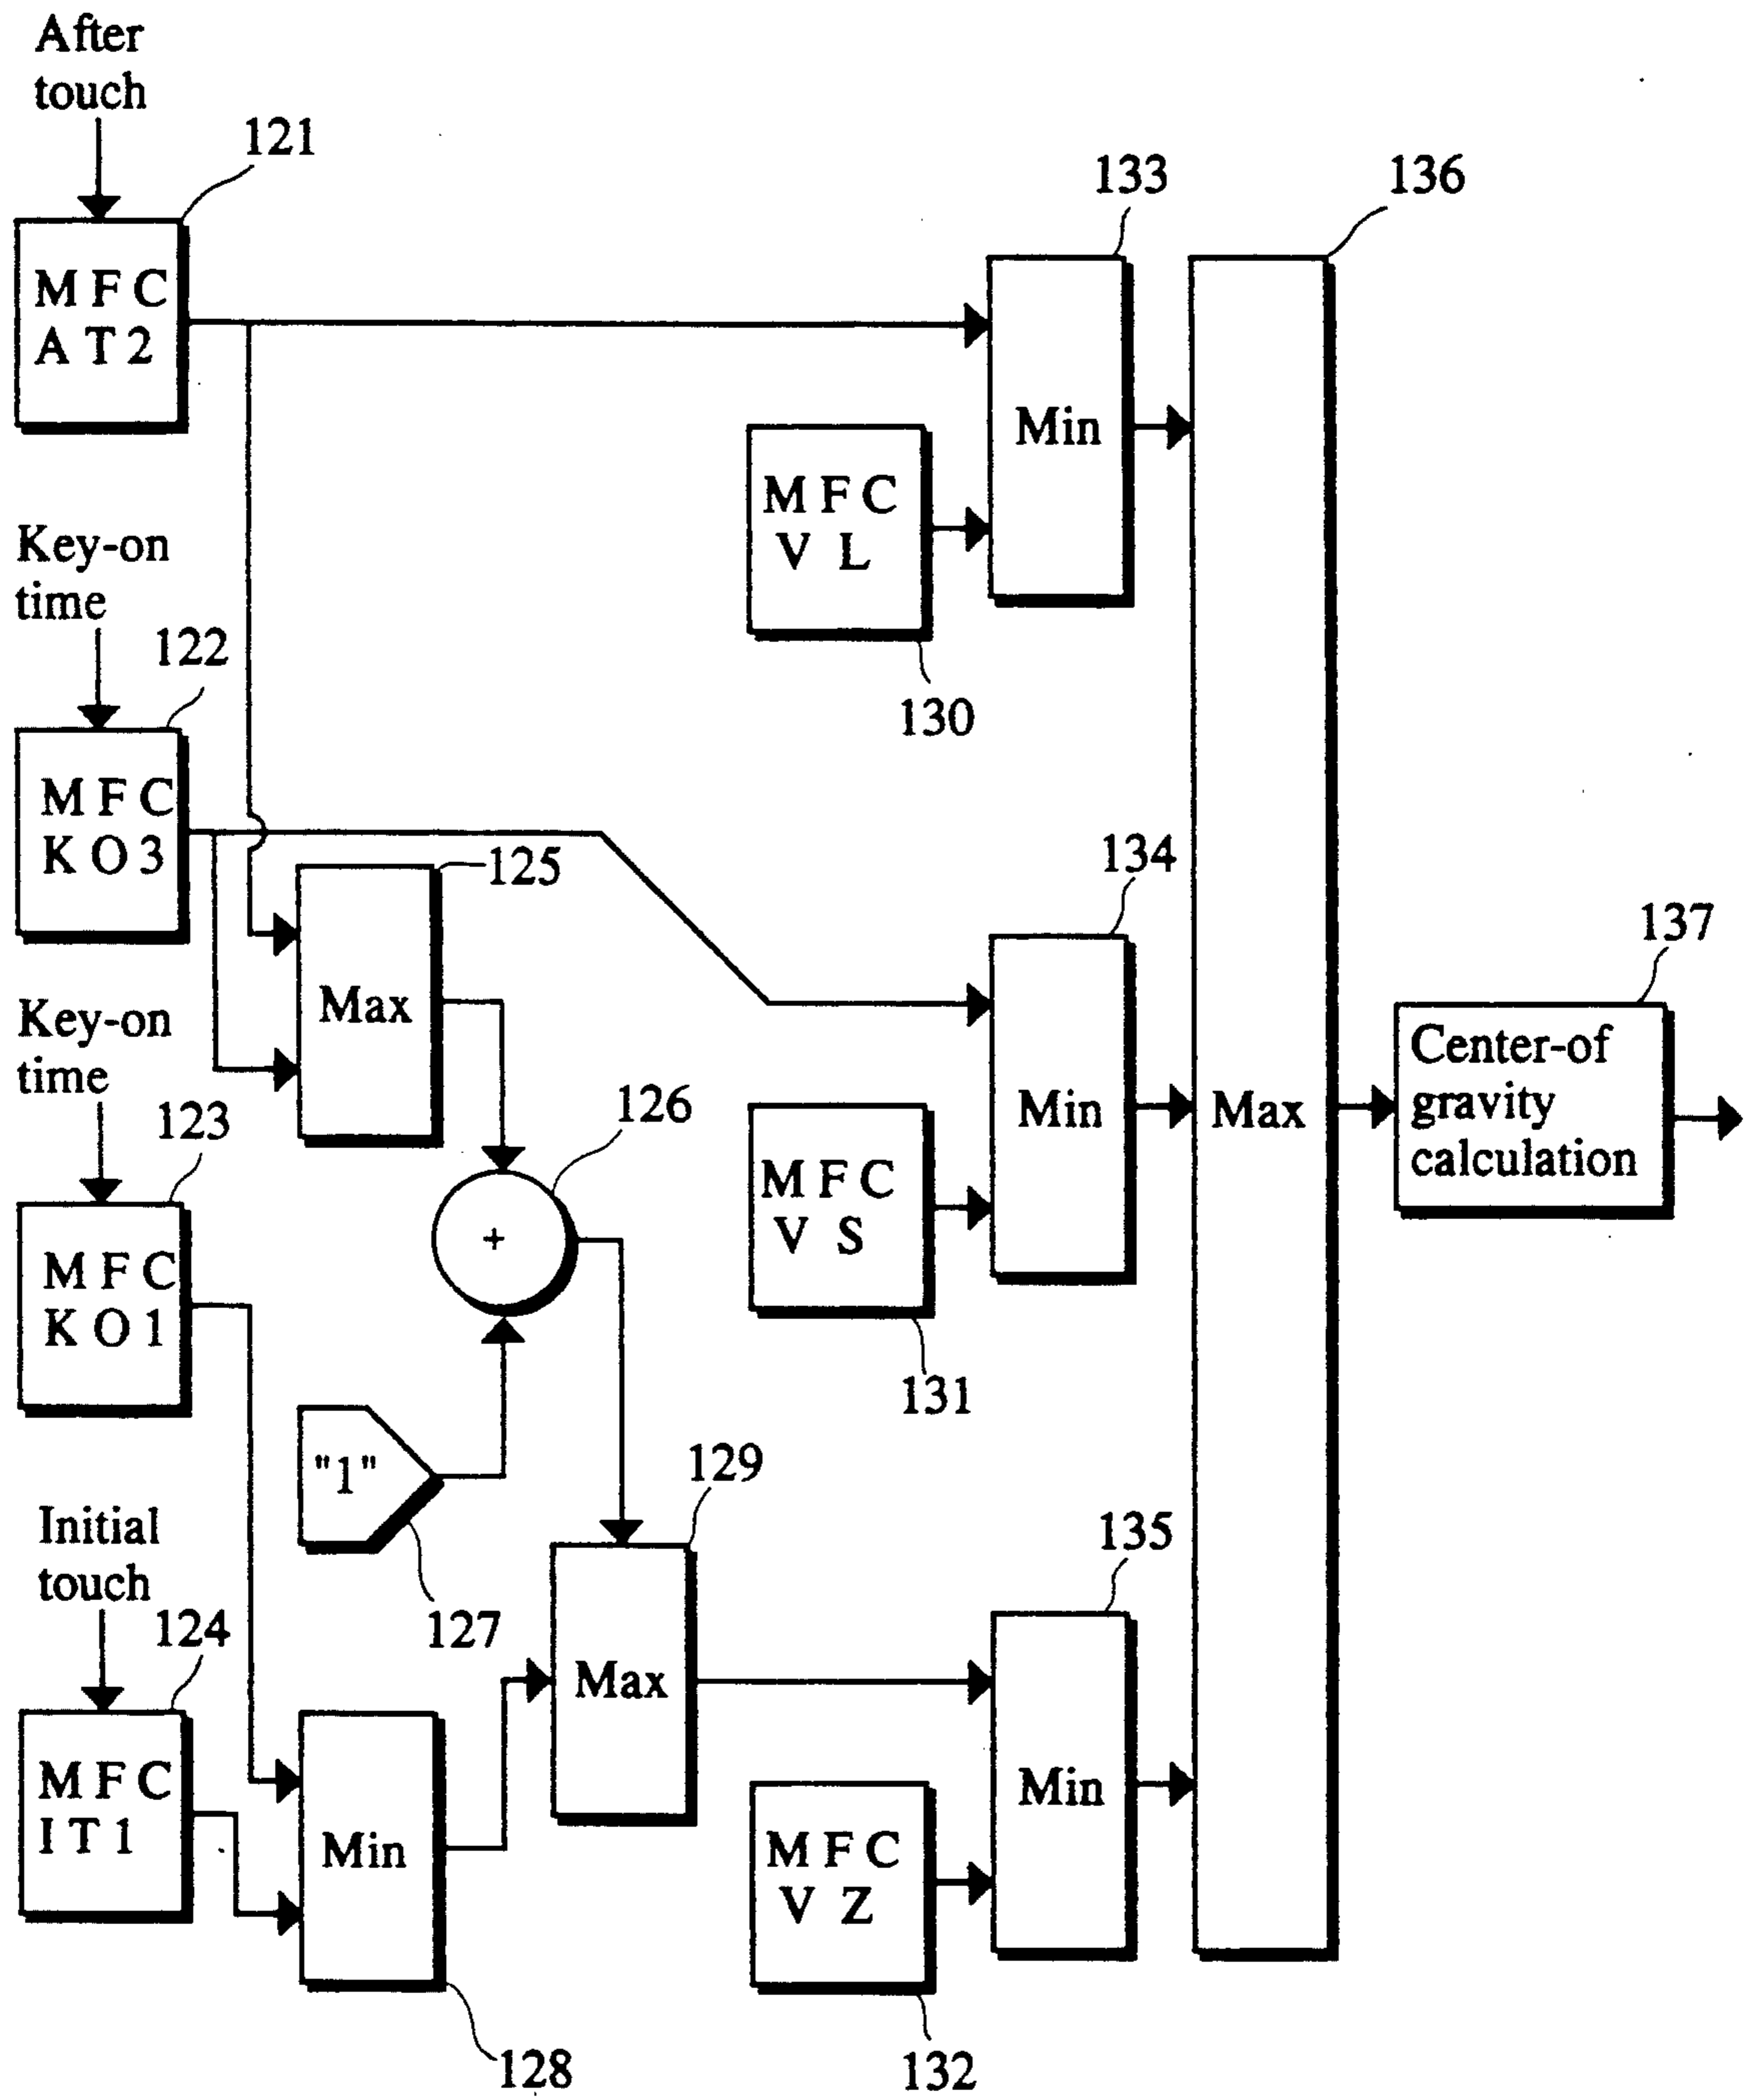 After
touch
121
133
136
M F C
A T 2
Min
M F C
V L
130
Key-on
time
122
M F C
K O 3
125
134
Max
137
Key-on
time
123
126
Min
Max
Center-of
gravity
calculation
M F C
V S
M F C
K O 1
+
131
"1"
129
127
Initial
touch
124
135
Max
M F C
I T 1
Min
Min
M F C
V Z
128
132